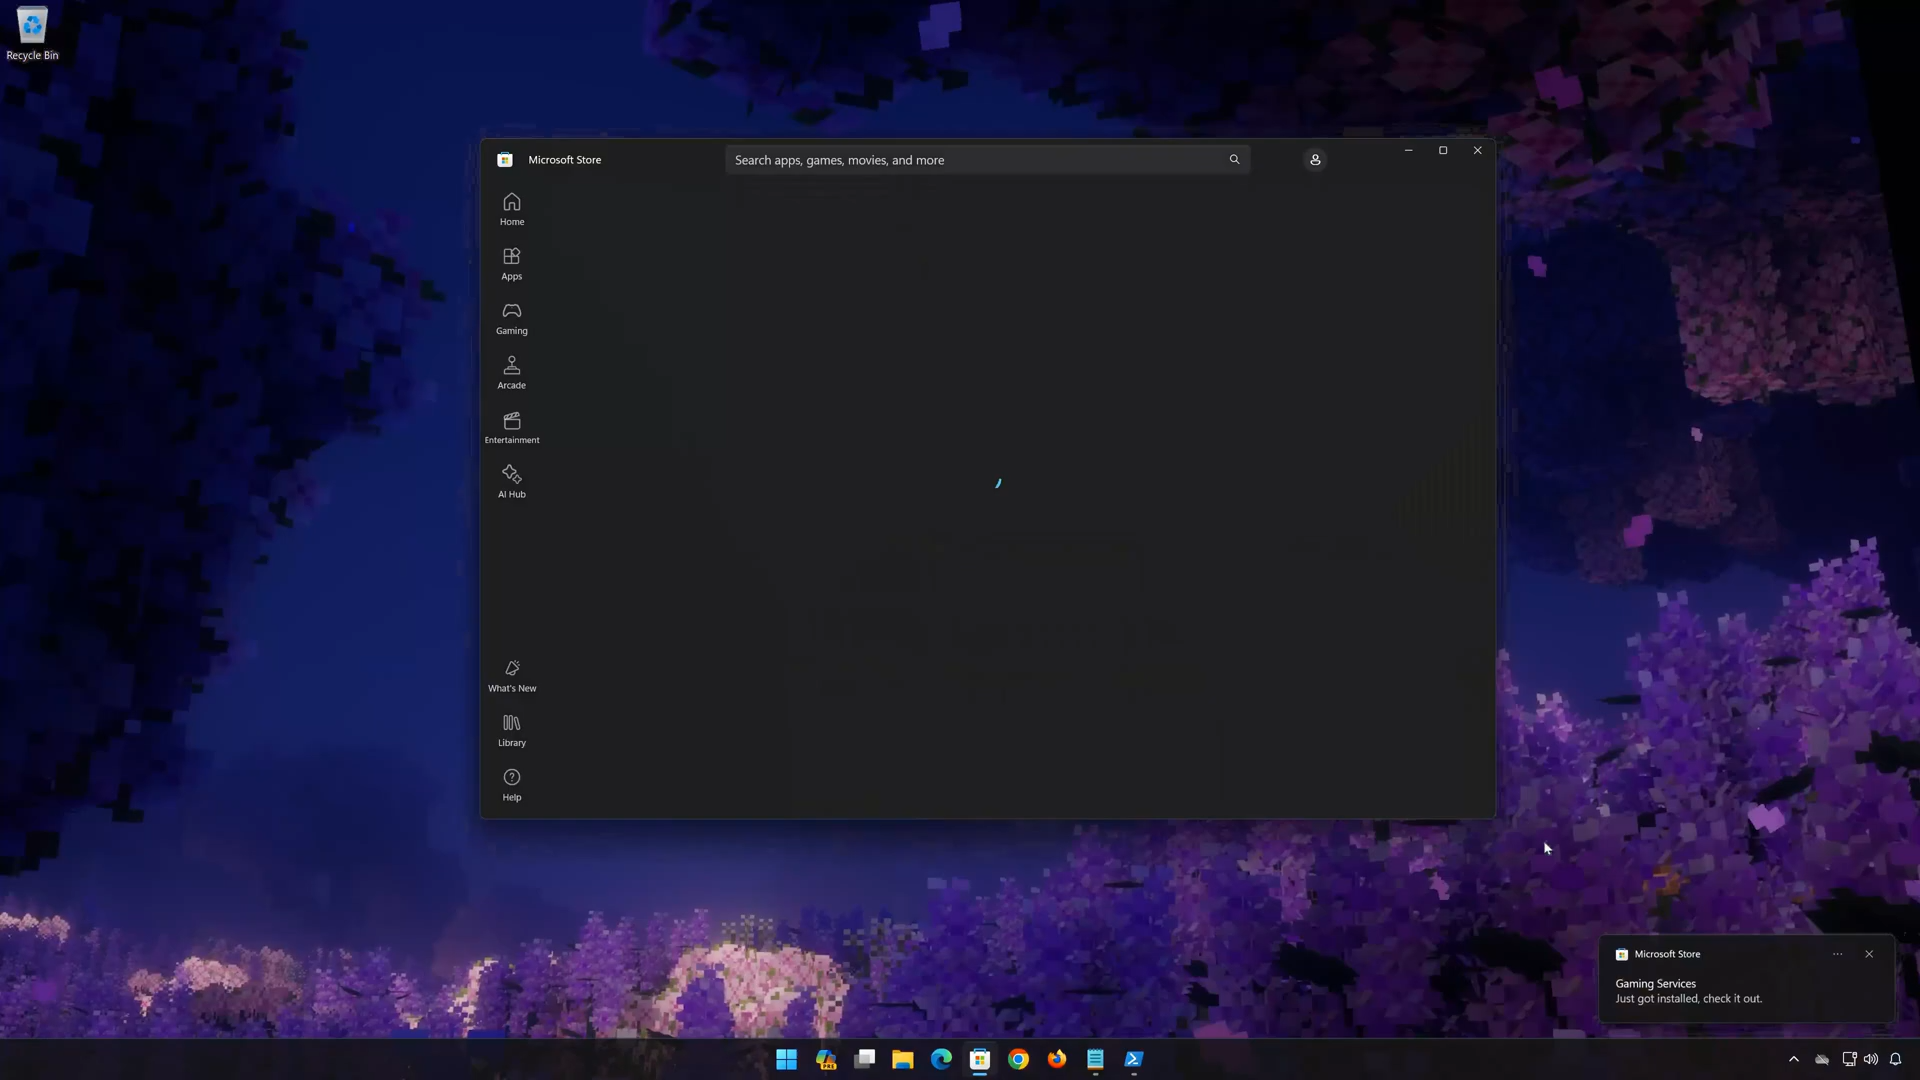 Recycle Bin
Microsoft Store
Search apps, games, movies, and more
Home
Apps
Gaming
Arcade
Entertainment
AI Hub
What's New
Library
Help
Microsoft Store
Gaming Services
Just got installed, check it out.
PRE